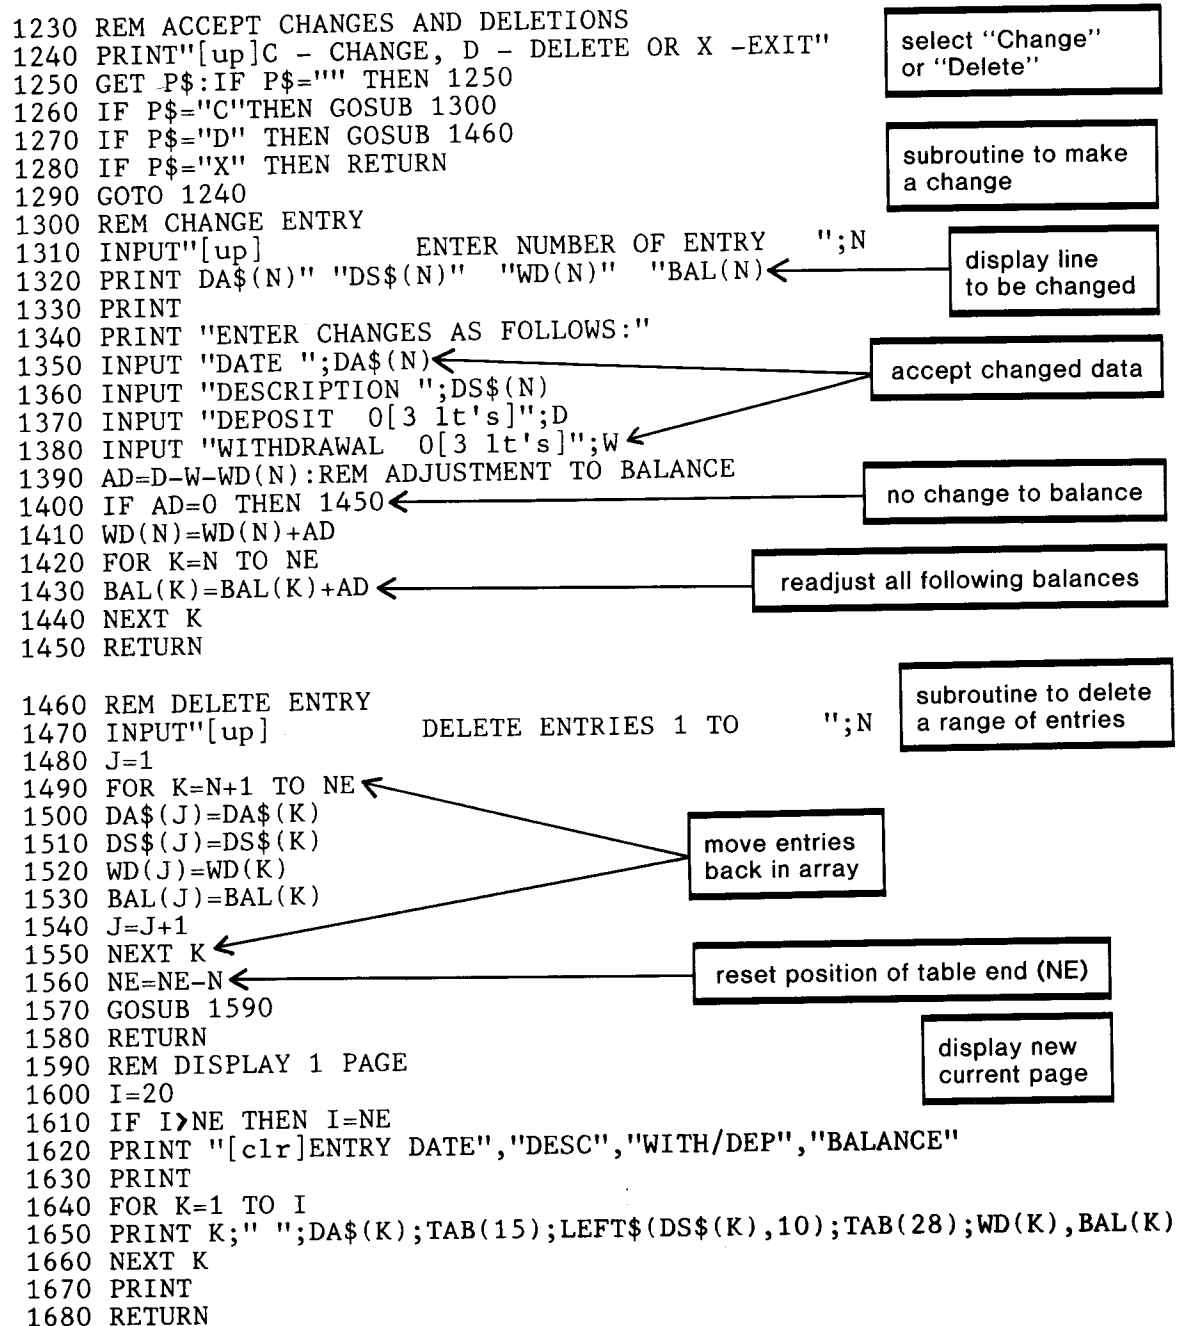 1230 REM ACCEPT CHANGES AND DELETIONS
1240 PRINT"[up]C - CHANGE, D - DELETE OR X -EXIT"
select "Change"
or "Delete"
1250 GET P$:IF P$="" THEN 1250
1260 IF P$="C"THEN GOSUB 1300
1270 IF P$="D" THEN GOSUB 1460
1280 IF P$="X" THEN RETURN
subroutine to make
a change
1290 GOTO 1240
1300 REM CHANGE ENTRY
1310 INPUT"[up]          ENTER NUMBER OF ENTRY   ";N
1320 PRINT DA$(N)" "DS$(N)"  "WD(N)"  "BAL(N)
display line
to be changed
1330 PRINT
1340 PRINT "ENTER CHANGES AS FOLLOWS:"
1350 INPUT "DATE ";DA$(N)
accept changed data
1360 INPUT "DESCRIPTION ";DS$(N)
1370 INPUT "DEPOSIT  0[3 lt's]";D
1380 INPUT "WITHDRAWAL  0[3 lt's]";W
1390 AD=D-W-WD(N):REM ADJUSTMENT TO BALANCE
1400 IF AD=0 THEN 1450
no change to balance
1410 WD(N)=WD(N)+AD
1420 FOR K=N TO NE
1430 BAL(K)=BAL(K)+AD
readjust all following balances
1440 NEXT K
1450 RETURN
1460 REM DELETE ENTRY
subroutine to delete
a range of entries
1470 INPUT"[up]          DELETE ENTRIES 1 TO     ";N
1480 J=1
1490 FOR K=N+1 TO NE
1500 DA$(J)=DA$(K)
1510 DS$(J)=DS$(K)
1520 WD(J)=WD(K)
move entries
back in array
1530 BAL(J)=BAL(K)
1540 J=J+1
1550 NEXT K
1560 NE=NE-N
reset position of table end (NE)
1570 GOSUB 1590
1580 RETURN
1590 REM DISPLAY 1 PAGE
display new
current page
1600 I=20
1610 IF I>NE THEN I=NE
1620 PRINT "[clr]ENTRY DATE","DESC","WITH/DEP","BALANCE"
1630 PRINT
1640 FOR K=1 TO I
1650 PRINT K;" ";DA$(K);TAB(15);LEFT$(DS$(K),10);TAB(28);WD(K),BAL(K)
1660 NEXT K
1670 PRINT
1680 RETURN